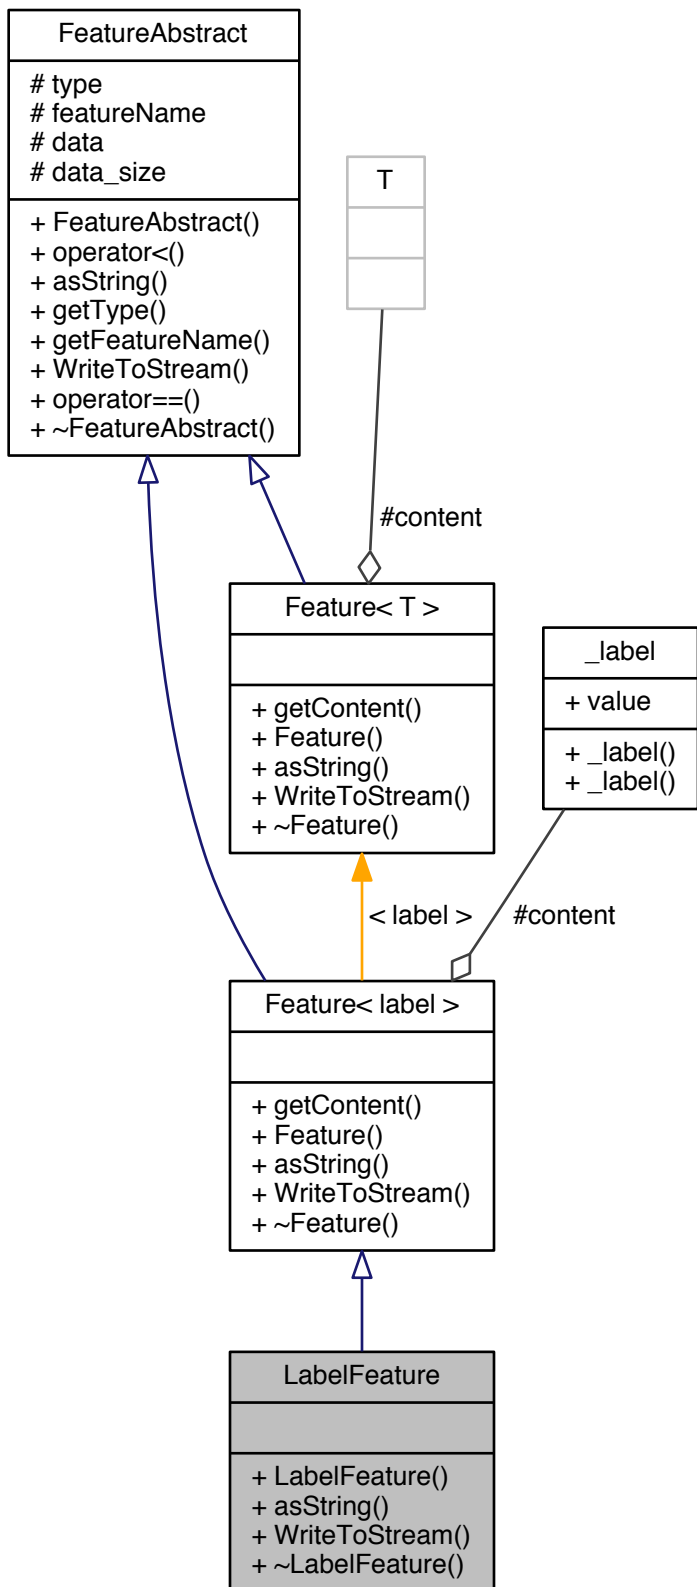 FeatureAbstract
# type
# featureName
# data
# data_size
+ FeatureAbstract()
+ operator<()
+ asString()
+ getType()
+ getFeatureName()
+ WriteToStream()
+ operator==()
+ ~FeatureAbstract()
T
#content
Feature< T >
+ getContent()
+ Feature()
+ asString()
+ WriteToStream()
+ ~Feature()
_label
+ value
+ _label()
+ _label()
< label >
#content
Feature< label >
+ getContent()
+ Feature()
+ asString()
+ WriteToStream()
+ ~Feature()
LabelFeature
+ LabelFeature()
+ asString()
+ WriteToStream()
+ ~LabelFeature()